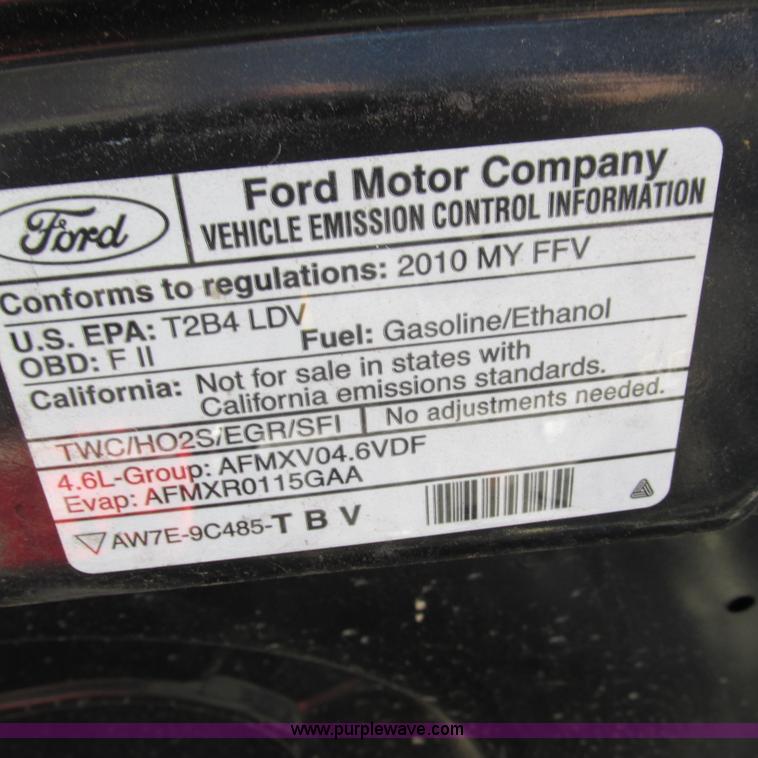 Ford
Ford Motor Company
VEHICLE EMISSION CONTROL INFORMATION
Conforms to regulations: 2010 MY FFV
U.S. EPA: T2B4 LDV
Fuel: Gasoline/Ethanol
OBD: F II
California: Not for sale in states with
California emissions standards.
TWC/HO2S/EGR/SFI
No adjustments needed.
4.6L-Group: AFMXV04.6VDF
Evap: AFMXR0115GAA
AW7E-9C485-T B V
www.purplewave.com